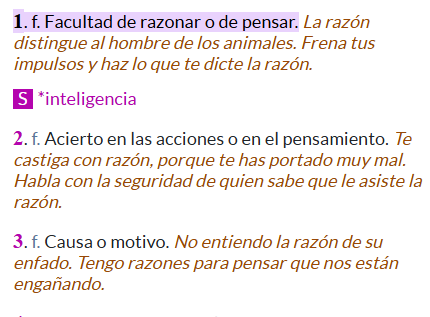 1. f. Facultad de razonar o de pensar. La razón
distingue al hombre de los animales. Frena tus
impulsos y haz lo que te dicte la razón.
S *inteligencia
2. f. Acierto en las acciones o en el pensamiento. Te
castiga con razón, porque te has portado muy mal.
Habla con la seguridad de quien sabe que le asiste la
razón.
3. f. Causa o motivo. No entiendo la razón de su
enfado. Tengo razones para pensar que nos están
engañando.